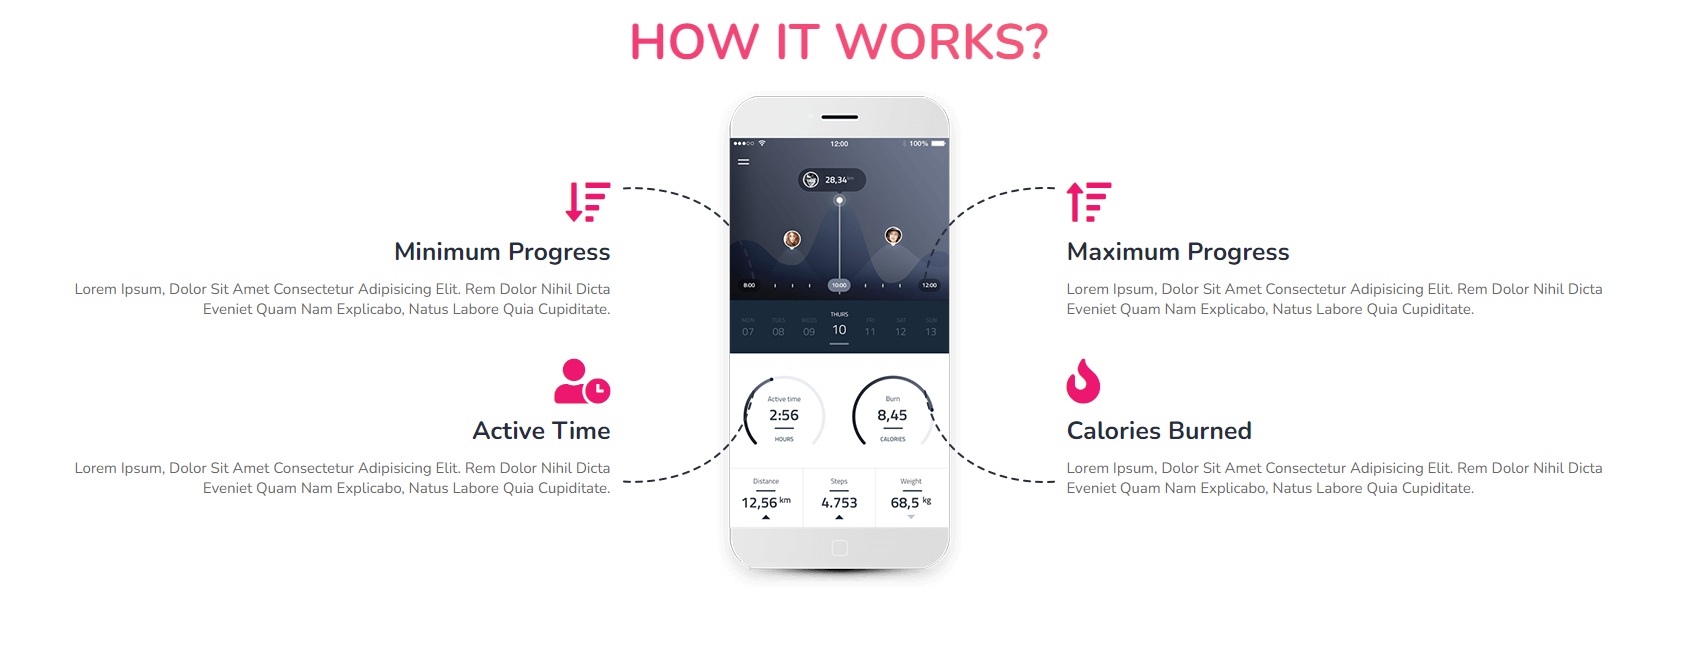 HOW IT WORKS?
Minimum Progress
Lorem Ipsum, Dolor Sit Amet Consectetur Adipisicing Elit. Rem Dolor Nihil Dicta
Eveniet Quam Nam Explicabo, Natus Labore Quia Cupiditate.
Active Time
Lorem Ipsum, Dolor Sit Amet Consectetur Adipisicing Elit. Rem Dolor Nihil Dicta
Eveniet Quam Nam Explicabo, Natus Labore Quia Cupiditate.
12:00 100%
28,34 km
8:00 10:00 12:00
MON TUES WEDS THURS FRI SAT SUN
07 08 09 10 11 12 13
Active time Burn
2:56 8,45
HOURS CALORIES
Distance Steps Weight
12,56 km 4.753 68,5 kg
Maximum Progress
Lorem Ipsum, Dolor Sit Amet Consectetur Adipisicing Elit. Rem Dolor Nihil Dicta
Eveniet Quam Nam Explicabo, Natus Labore Quia Cupiditate.
Calories Burned
Lorem Ipsum, Dolor Sit Amet Consectetur Adipisicing Elit. Rem Dolor Nihil Dicta
Eveniet Quam Nam Explicabo, Natus Labore Quia Cupiditate.